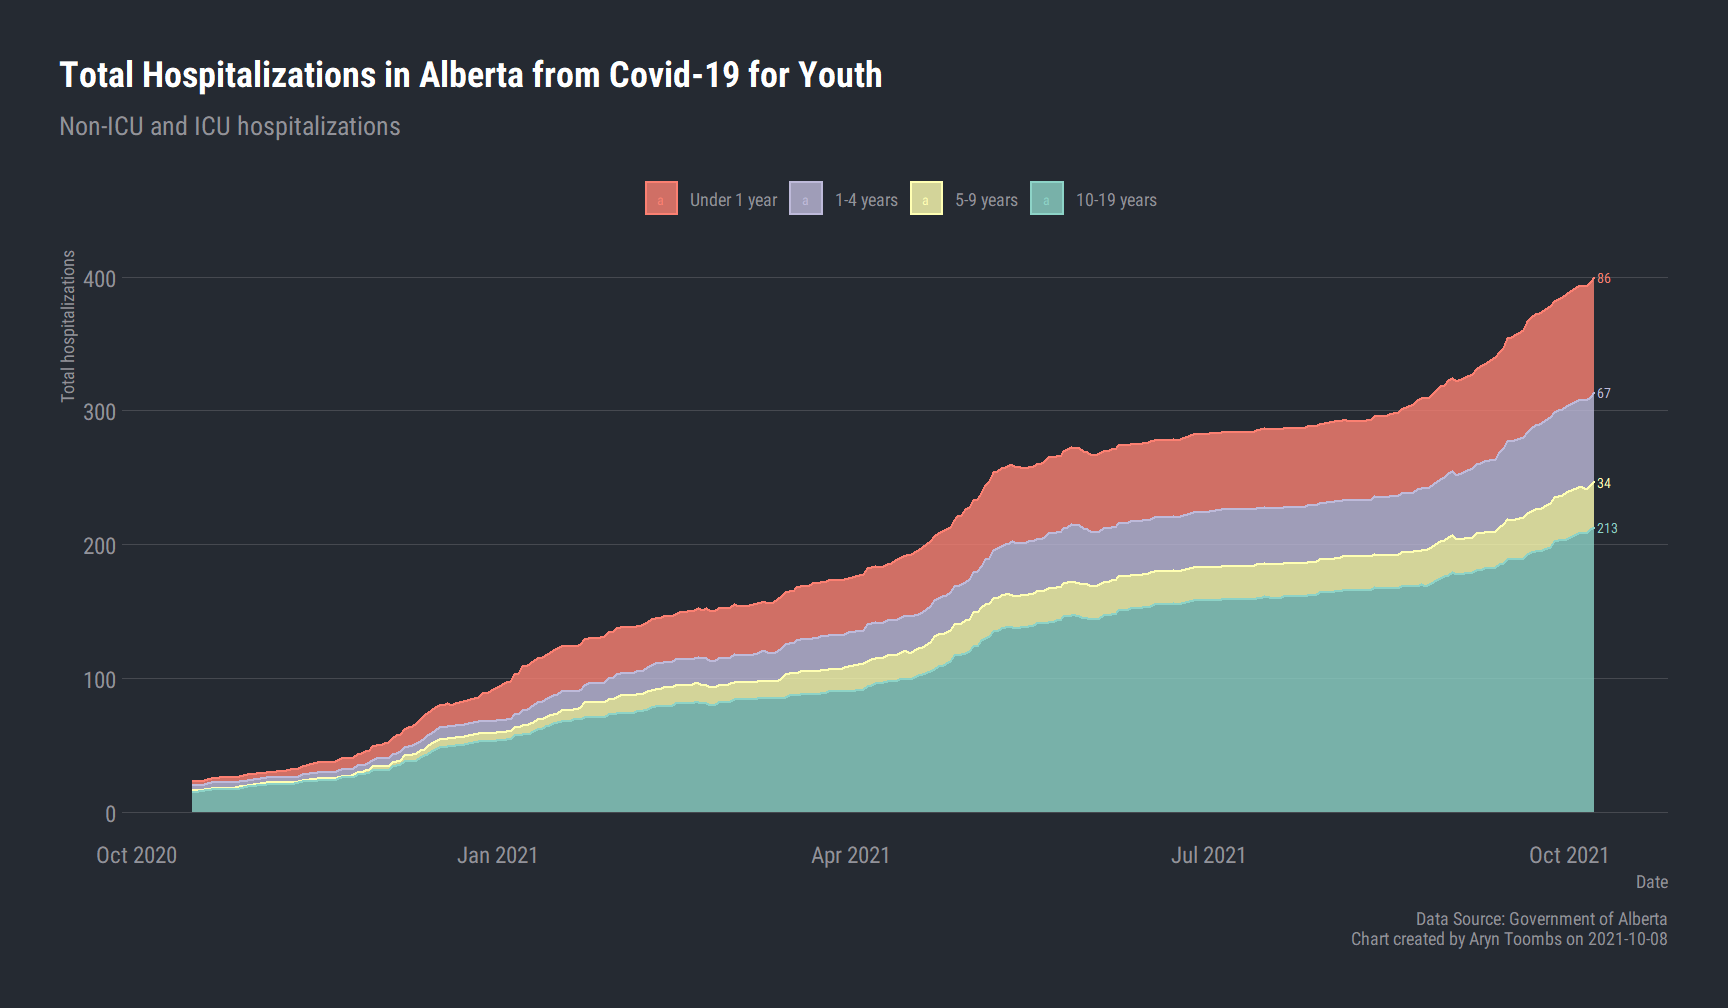 Total Hospitalizations in Alberta from Covid-19 for Youth
Non-ICU and ICU hospitalizations
a Under 1 year a 1-4 years a 5-9 years a 10-19 years
Total hospitalizations
400
300
200
100
0
86
67
34
213
Oct 2020 Jan 2021 Apr 2021 Jul 2021 Oct 2021
Date
Data Source: Government of Alberta
Chart created by Aryn Toombs on 2021-10-08